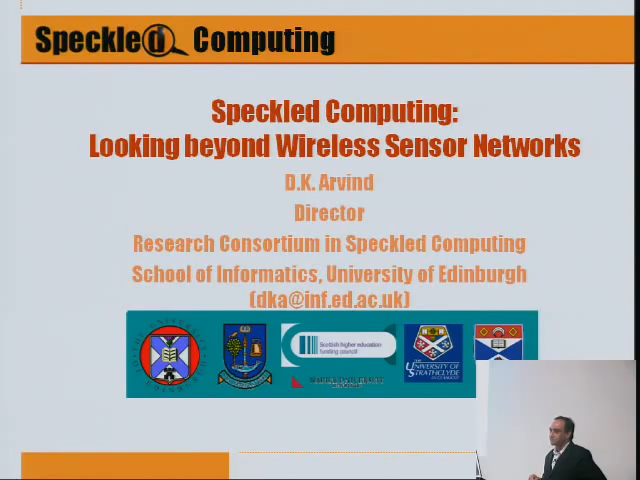 Speckled Computing
Speckled Computing:
Looking beyond Wireless Sensor Networks
D.K. Arvind
Director
Research Consortium in Speckled Computing
School of Informatics, University of Edinburgh
(dka@inf.ed.ac.uk)
Scottish higher education
funding council
THE
UNIVERSITY OF
STRATHCLYDE